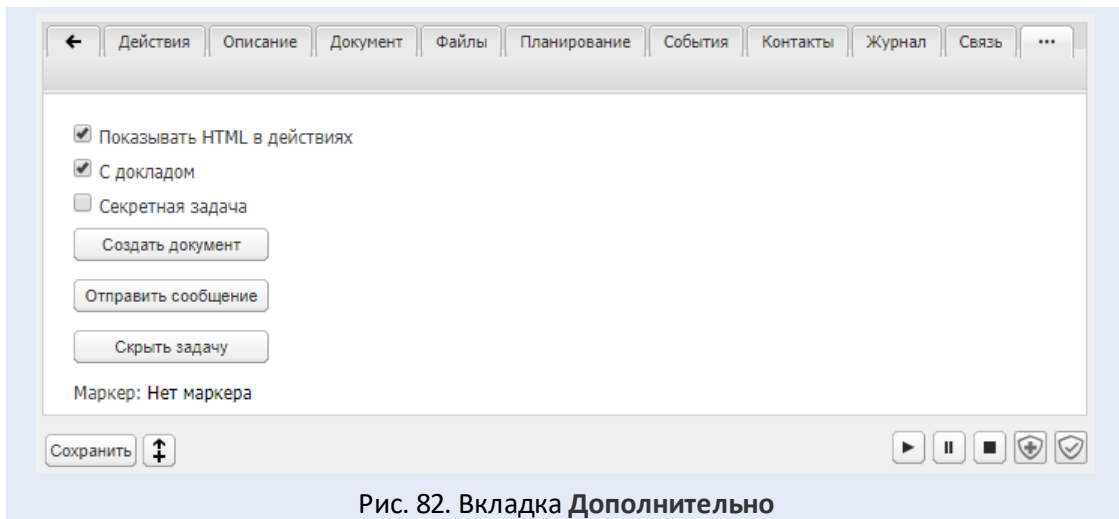 Действия Описание Документ Файлы Планирование События Контакты Журнал Связь ...
Показывать HTML в действиях
С докладом
Секретная задача
Создать документ
Отправить сообщение
Скрыть задачу
Маркер: Нет маркера
Сохранить
Рис. 82. Вкладка Дополнительно